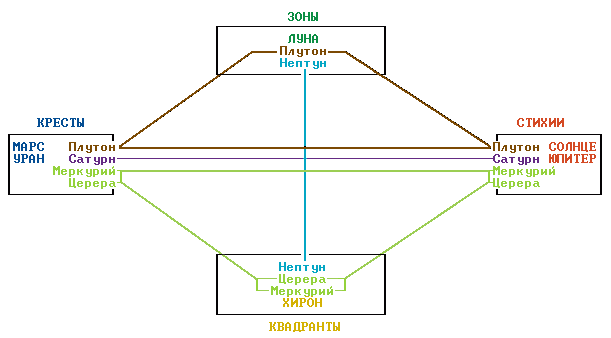 ЗОНЫ
ЛУНА
Плутон
Нептун
КРЕСТЫ
СТИХИИ
МАРС Плутон
УРАН Сатурн
Меркурий
Церера
Плутон СОЛНЦЕ
Сатурн ЮПИТЕР
Меркурий
Церера
Нептун
Церера
Меркурий
ХИРОН
КВАДРАНТЫ